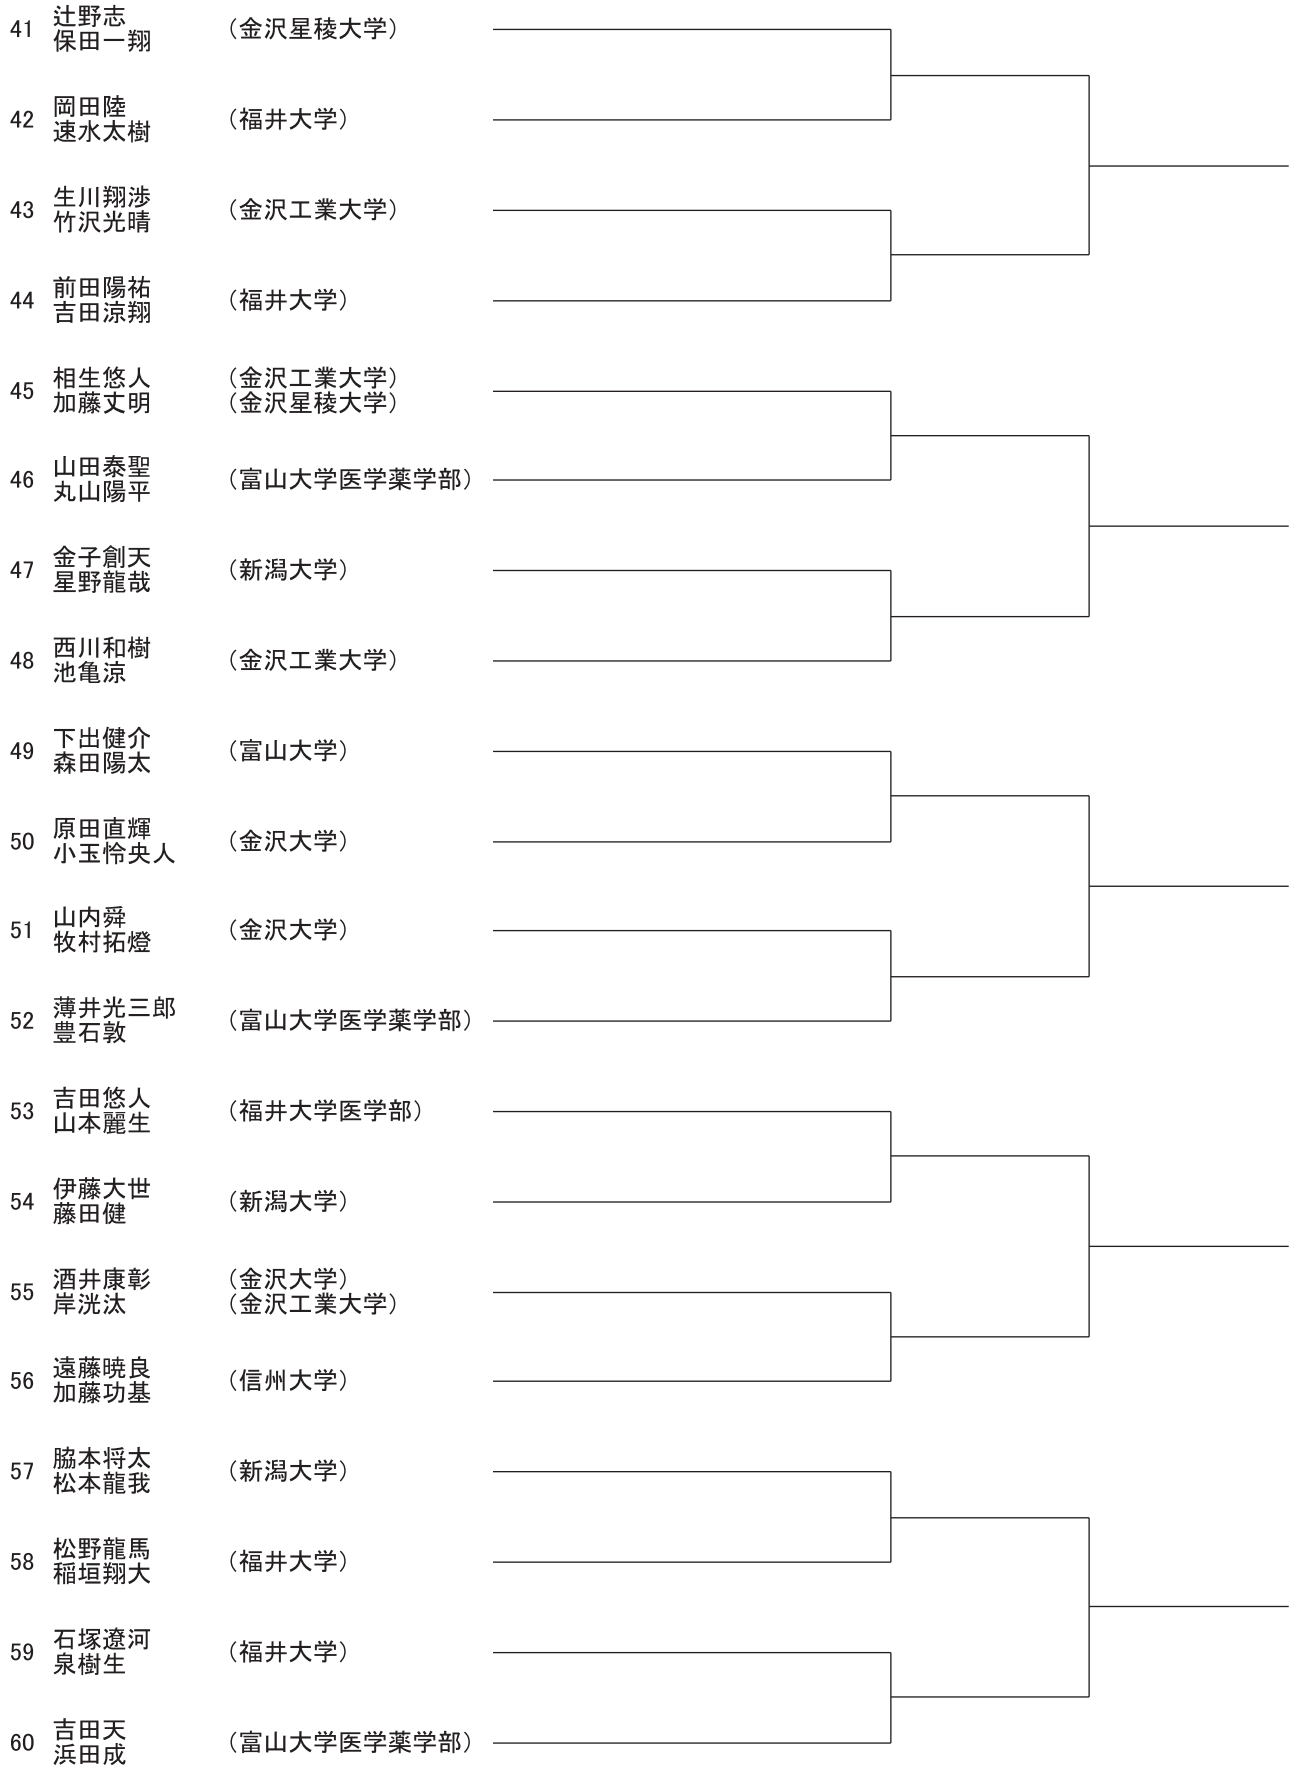 41 辻野志 (金沢星稜大学)
保田一翔
42 岡田陸 (福井大学)
速水太樹
43 生川翔渉 (金沢工業大学)
竹沢光晴
44 前田陽祐 (福井大学)
吉田涼翔
45 相生悠人 (金沢工業大学)
加藤丈明 (金沢星稜大学)
46 山田泰聖 (富山大学医学薬学部)
丸山陽平
47 金子創天 (新潟大学)
星野龍哉
48 西川和樹 (金沢工業大学)
池亀涼
49 下出健介 (富山大学)
森田陽太
50 原田直輝 (金沢大学)
小玉怜央人
51 山内舜 (金沢大学)
牧村拓燈
52 薄井光三郎 (富山大学医学薬学部)
豊石敦
53 吉田悠人 (福井大学医学部)
山本麗生
54 伊藤大世 (新潟大学)
藤田健
55 酒井康彰 (金沢大学)
岸洸汰 (金沢工業大学)
56 遠藤暁良 (信州大学)
加藤功基
57 脇本将太 (新潟大学)
松本龍我
58 松野龍馬 (福井大学)
稲垣翔大
59 石塚遼河 (福井大学)
泉樹生
60 吉田天 (富山大学医学薬学部)
浜田成